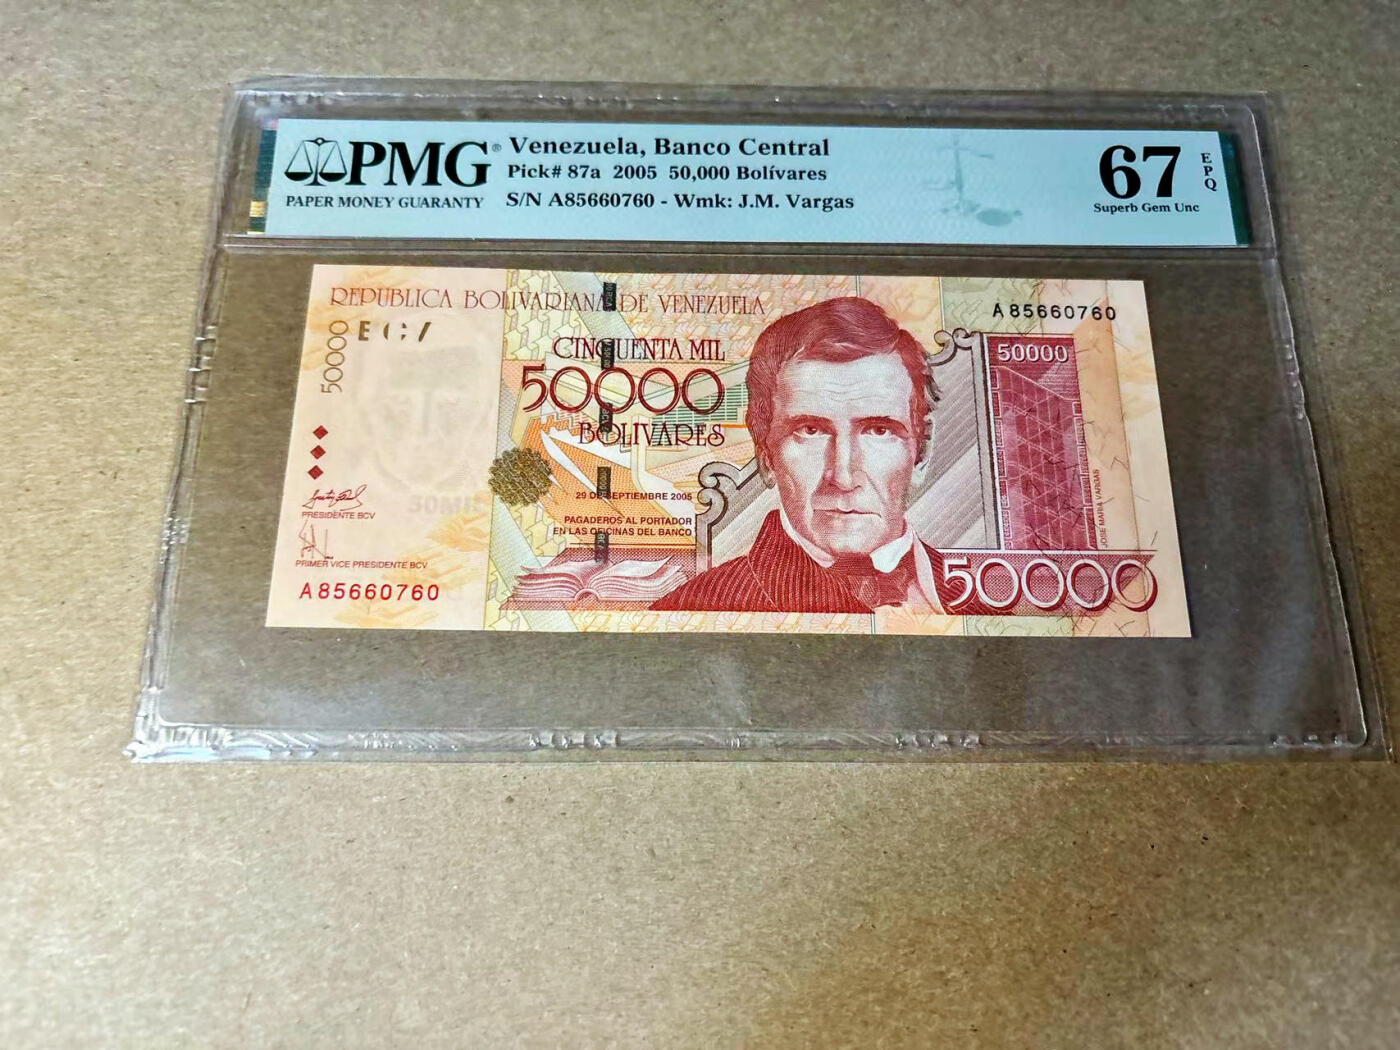 PMG®
PAPER MONEY GUARANTY
Venezuela, Banco Central
Pick# 87a 2005 50,000 Bolívares
S/N A85660760 - Wmk: J.M. Vargas
67
EPQ
Superb Gem Unc
REPUBLICA BOLIVARIANA DE VENEZUELA
A85660760
50000
CINCUENTA MIL
50000
BOLIVARES
50000
29 DE SEPTIEMBRE 2005
PAGADEROS AL PORTADOR
EN LAS OFICINAS DEL BANCO
PRESIDENTE BCV
PRIMER VICE PRESIDENTE BCV
A85660760
JOSE MARIA VARGAS
50000